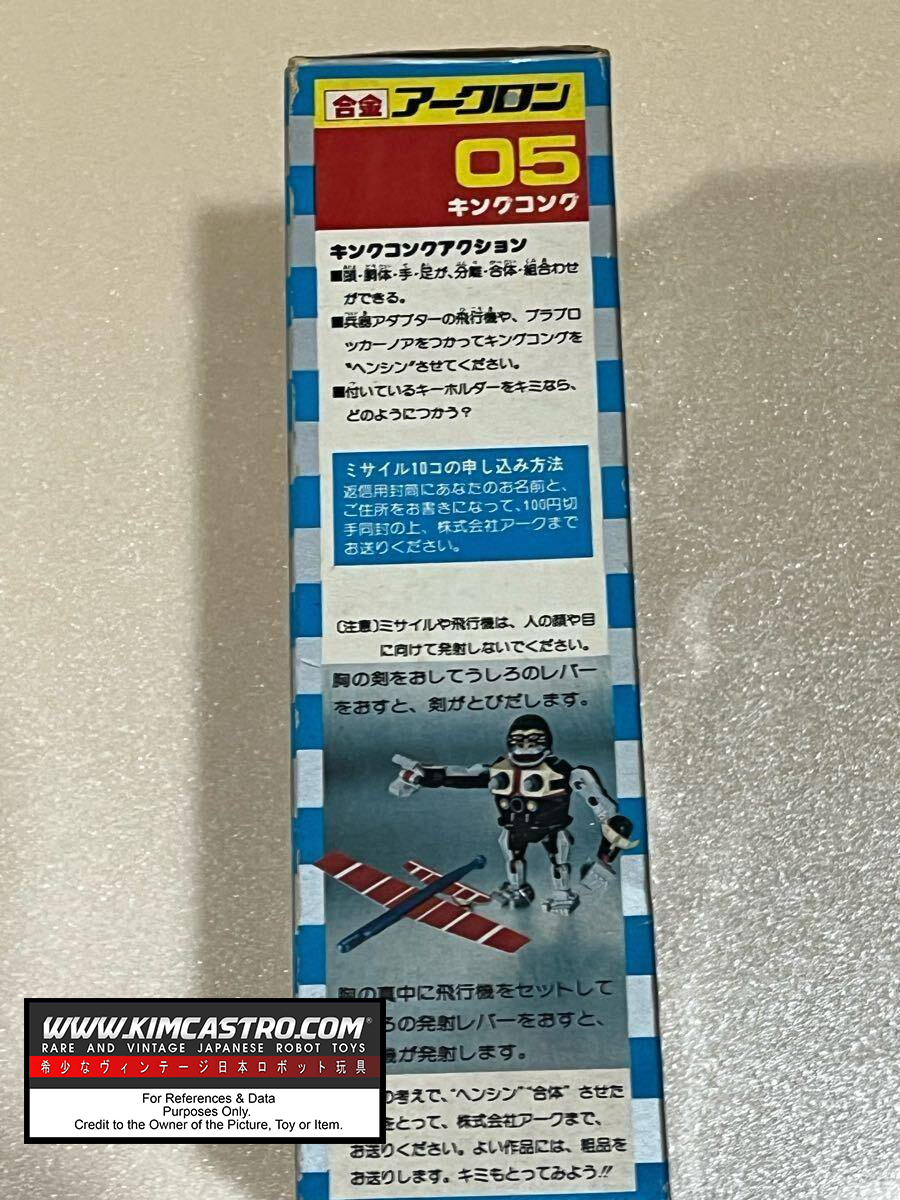 合金 アークロン
05
キングコング
キングコングアクション
■頭・胴体・手・足が、分離・合体・組合わせ
ができる。
■兵器アダプターの飛行機や、プラブロ
ッカーノアをつかってキングコングを
"ヘンシン"させてください。
■付いているキーホルダーをキミなら、
どのようにつかう？
ミサイル10コの申し込み方法
返信用封筒にあなたのお名前と、
ご住所をお書きになって、100円切
手同封の上、株式会社アークまで
お送りください。
〔注意〕ミサイルや飛行機は、人の顔や目
に向けて発射しないでください。
胸の剣をおしてうしろのレバー
をおすと、剣がとびだします。
胸の真中に飛行機をセットして
ろの発射レバーをおすと、
機が発射します。
の考えで、"ヘンシン""合体"させた
をとって、株式会社アークまで、
お送りください。よい作品には、粗品を
お送りします。キミもとってみよう!!
WWW.KIMCASTRO.COM®
RARE AND VINTAGE JAPANESE ROBOT TOYS
希少なヴィンテージ日本ロボット玩具
For References & Data
Purposes Only.
Credit to the Owner of the Picture, Toy or Item.